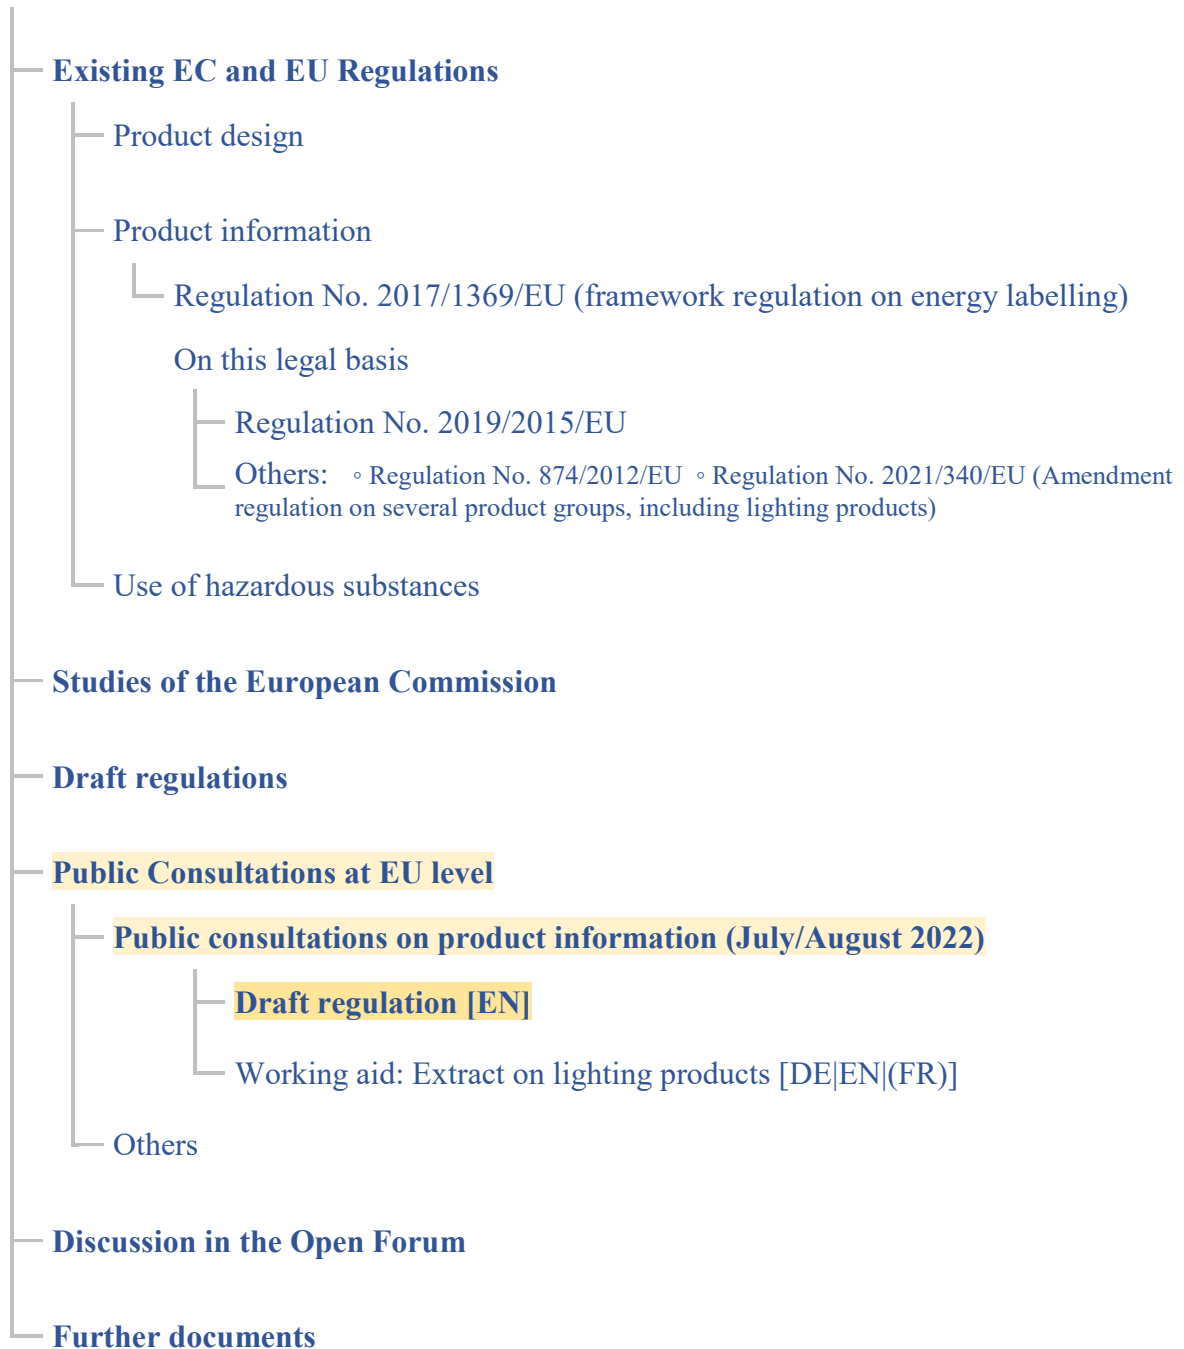 Existing EC and EU Regulations
Product design
Product information
Regulation No. 2017/1369/EU (framework regulation on energy labelling)
On this legal basis
Regulation No. 2019/2015/EU
Others: ◦ Regulation No. 874/2012/EU ◦ Regulation No. 2021/340/EU (Amendment
regulation on several product groups, including lighting products)
Use of hazardous substances
Studies of the European Commission
Draft regulations
Public Consultations at EU level
Public consultations on product information (July/August 2022)
Draft regulation [EN]
Working aid: Extract on lighting products [DE|EN|(FR)]
Others
Discussion in the Open Forum
Further documents